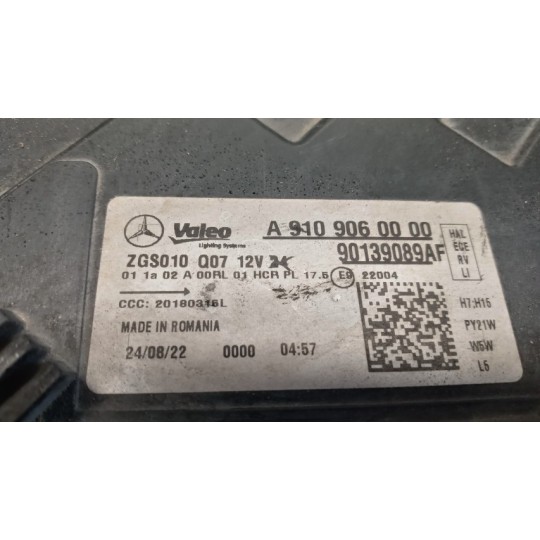 Valeo
Lighting Systems
A 910 906 00 00
90139089AF
HAL
ECE
RV
LI
ZGS010 Q07 12V
01 1a 02 A 00RL 01 HCR PL 17.5 E9 22004
CCC: 20180315L
MADE IN ROMANIA
24/08/22 0000 04:57
H7;H15
PY21W
W5W
L5